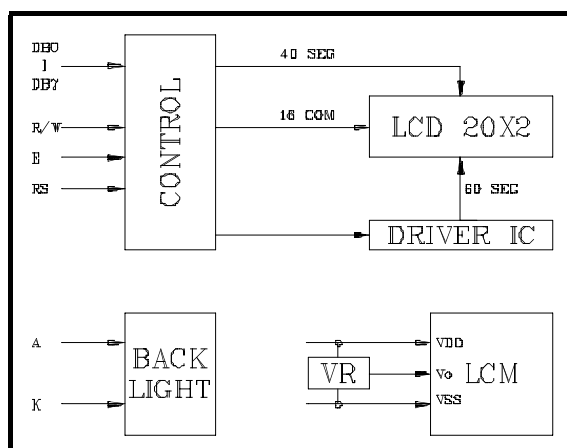 DB0
1
DB7
R/W
E
RS
CONTROL
40 SEG
16 COM
LCD 20X2
60 SEG
DRIVER IC
A
K
BACK
LIGHT
VR
VDD
Vo
VSS
LCM